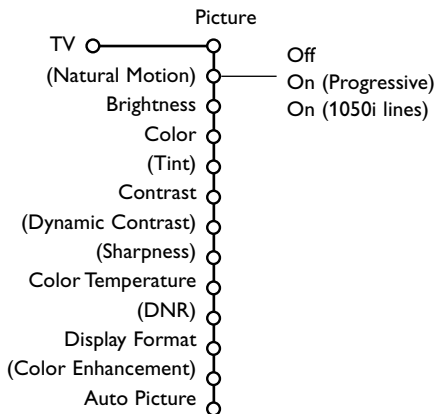 Picture
TV
(Natural Motion)
Off
On (Progressive)
On (1050i lines)
Brightness
Color
(Tint)
Contrast
(Dynamic Contrast)
(Sharpness)
Color Temperature
(DNR)
Display Format
(Color Enhancement)
Auto Picture